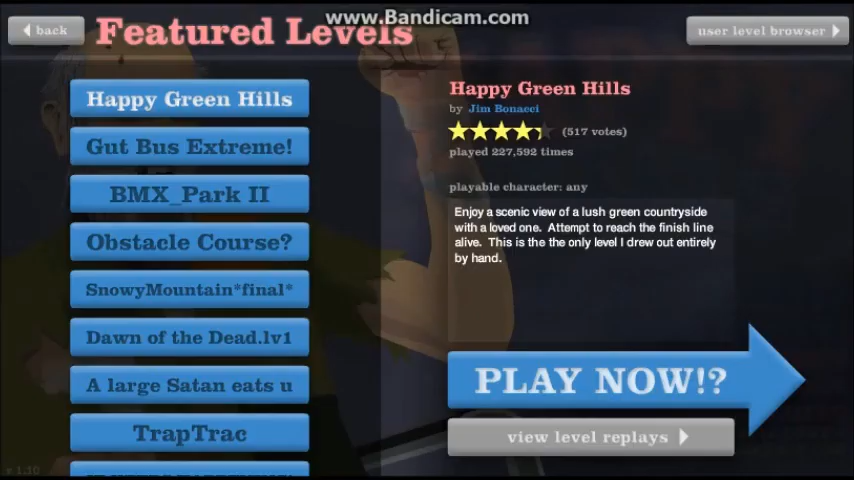 www.Bandicam.com
back
Featured Levels
user level browser
Happy Green Hills
Gut Bus Extreme!
BMX_Park II
Obstacle Course?
SnowyMountain*final*
Dawn of the Dead.lv1
A large Satan eats u
TrapTrac
Happy Green Hills
by Jim Bonacci
(517 votes)
played 227,592 times
playable character: any
Enjoy a scenic view of a lush green countryside
with a loved one. Attempt to reach the finish line
alive. This is the the only level I drew out entirely
by hand.
PLAY NOW!?
view level replays
v 1.10